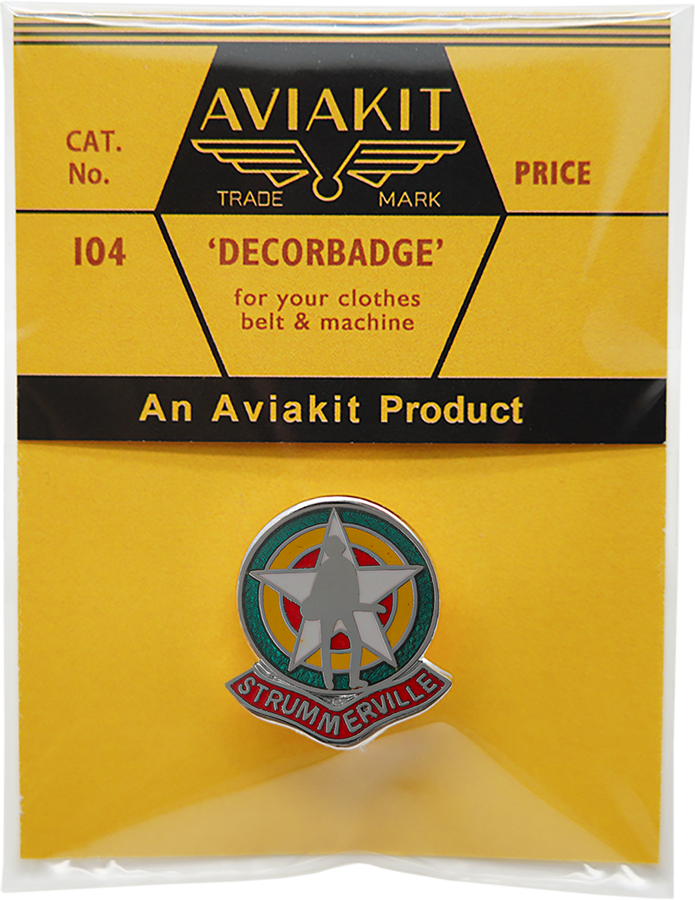 AVIAKIT
TRADE MARK
CAT.
No.
PRICE
104
'DECORBADGE'
for your clothes
belt & machine
An Aviakit Product
STRUMMERVILLE